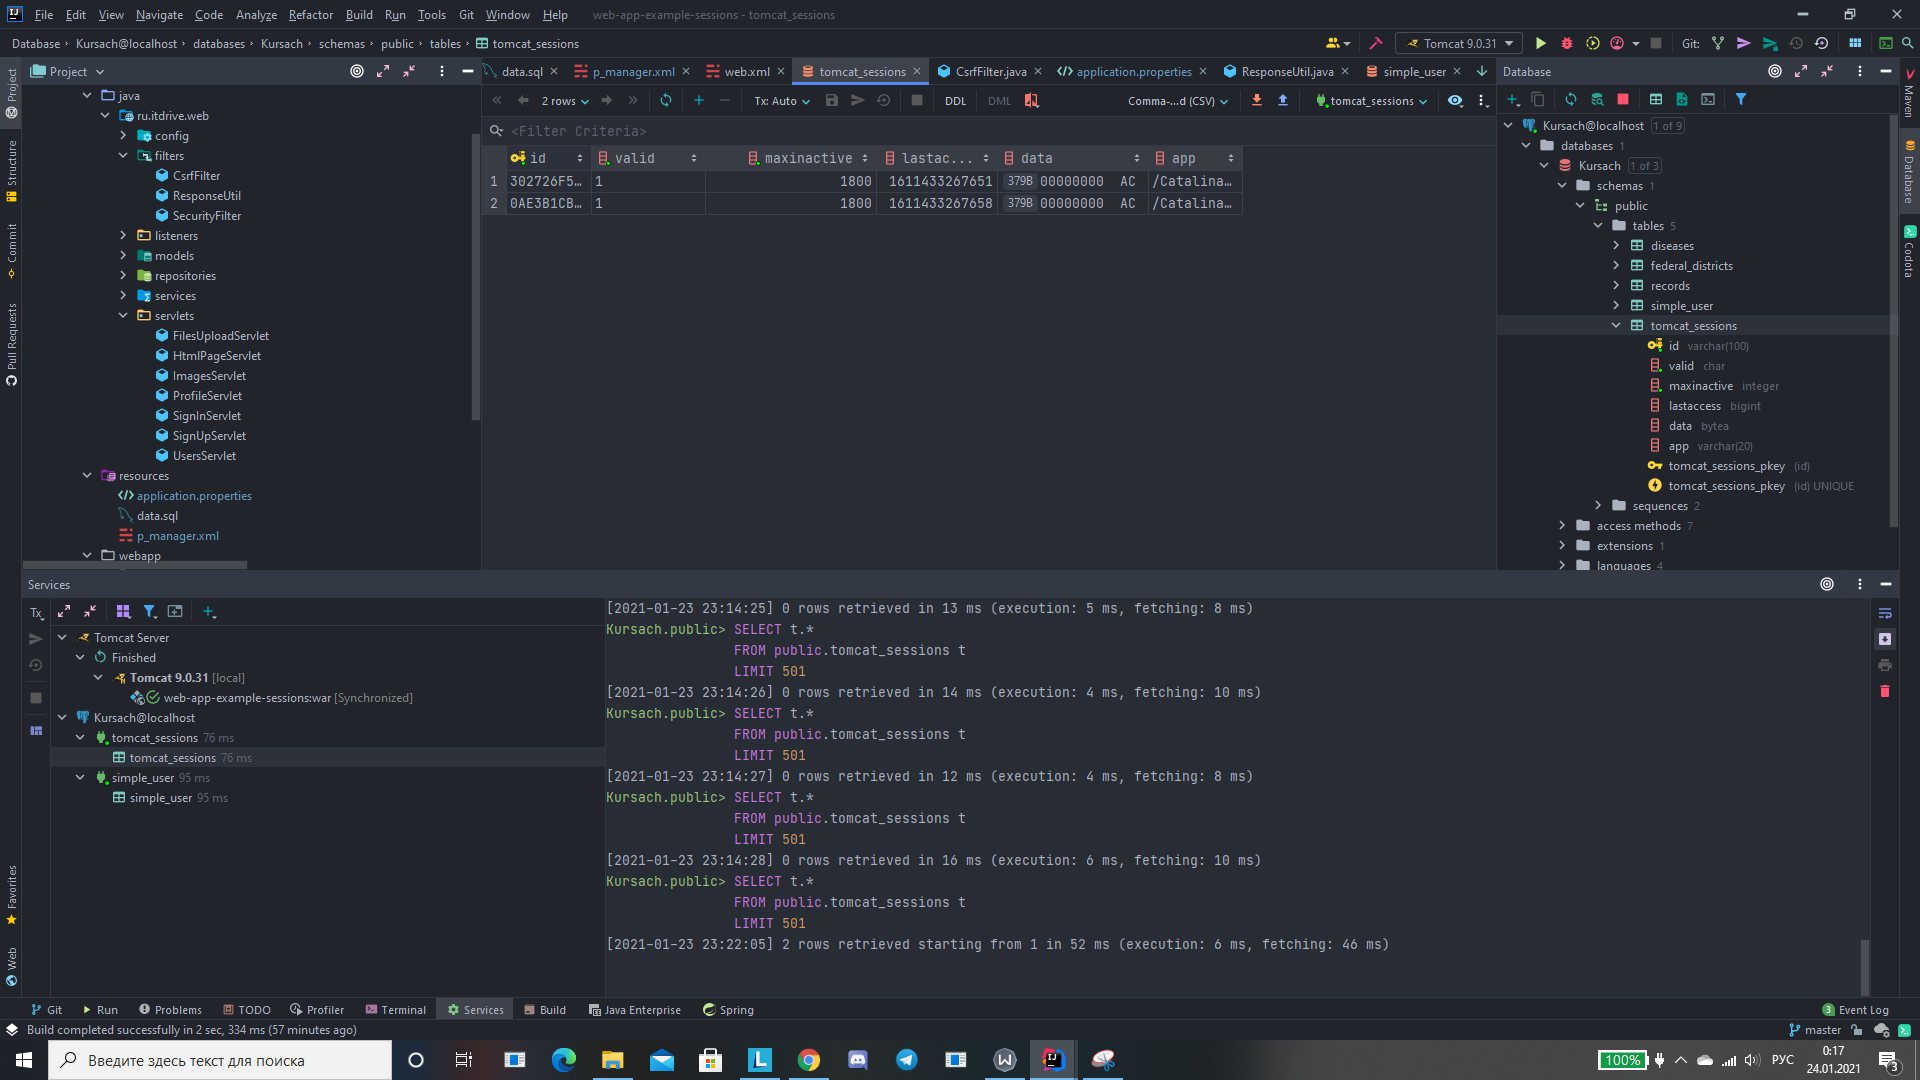 File Edit View Navigate Code Analyze Refactor Build Run Tools Git Window Help web-app-example-sessions - tomcat_sessions
Database Kursach@localhost databases Kursach schemas public tables tomcat_sessions
Tomcat 9.0.31 Git:
Project
data.sql p_manager.xml web.xml tomcat_sessions CsrfFilter.java application.properties ResponseUtil.java simple_user
Database
2 rows Tx: Auto DDL DML Comma-...d (CSV) tomcat_sessions
<Filter Criteria>
id valid maxinactive lastac... data app
1 302726F5... 1 1800 1611433267651 379B 00000000 AC /Catalina...
2 0AE3B1CB... 1 1800 1611433267658 379B 00000000 AC /Catalina...
java
ru.itdrive.web
config
filters
CsrfFilter
ResponseUtil
SecurityFilter
listeners
models
repositories
services
servlets
FilesUploadServlet
HtmlPageServlet
ImagesServlet
ProfileServlet
SignInServlet
SignUpServlet
UsersServlet
resources
application.properties
data.sql
p_manager.xml
webapp
Kursach@localhost 1 of 9
databases 1
Kursach 1 of 3
schemas 1
public
tables 5
diseases
federal_districts
records
simple_user
tomcat_sessions
id varchar(100)
valid char
maxinactive integer
lastaccess bigint
data bytea
app varchar(20)
tomcat_sessions_pkey (id)
tomcat_sessions_pkey (id) UNIQUE
sequences 2
access methods 7
extensions 1
languages 4
Project
Structure
Commit
Pull Requests
Favorites
Web
Maven
Database
Codota
Services
Tx
Tomcat Server
Finished
Tomcat 9.0.31 [local]
web-app-example-sessions:war [Synchronized]
Kursach@localhost
tomcat_sessions 76 ms
tomcat_sessions 76 ms
simple_user 95 ms
simple_user 95 ms
[2021-01-23 23:14:25] 0 rows retrieved in 13 ms (execution: 5 ms, fetching: 8 ms)
Kursach.public> SELECT t.*
FROM public.tomcat_sessions t
LIMIT 501
[2021-01-23 23:14:26] 0 rows retrieved in 14 ms (execution: 4 ms, fetching: 10 ms)
Kursach.public> SELECT t.*
FROM public.tomcat_sessions t
LIMIT 501
[2021-01-23 23:14:27] 0 rows retrieved in 12 ms (execution: 4 ms, fetching: 8 ms)
Kursach.public> SELECT t.*
FROM public.tomcat_sessions t
LIMIT 501
[2021-01-23 23:14:28] 0 rows retrieved in 16 ms (execution: 6 ms, fetching: 10 ms)
Kursach.public> SELECT t.*
FROM public.tomcat_sessions t
LIMIT 501
[2021-01-23 23:22:05] 2 rows retrieved starting from 1 in 52 ms (execution: 6 ms, fetching: 46 ms)
Git Run Problems TODO Profiler Terminal Services Build Java Enterprise Spring 3 Event Log
Build completed successfully in 2 sec, 334 ms (57 minutes ago) master
Введите здесь текст для поиска
100% РУС 0:17
24.01.2021 3